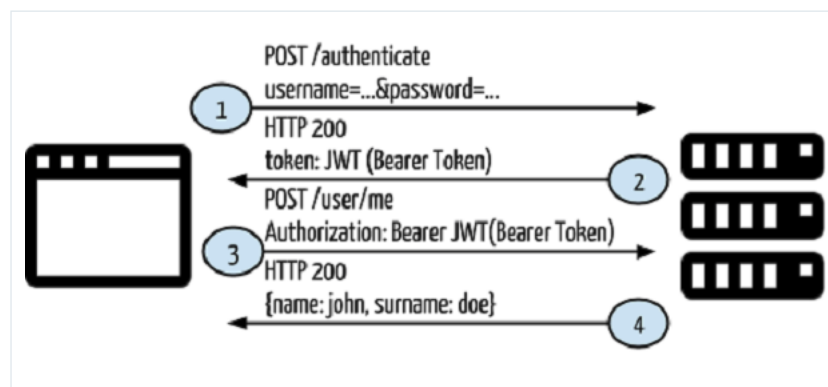 POST /authenticate
username=...&password=...
1
HTTP 200
token: JWT (Bearer Token)
2
POST /user/me
Authorization: Bearer JWT(Bearer Token)
3
HTTP 200
{name: john, surname: doe}
4